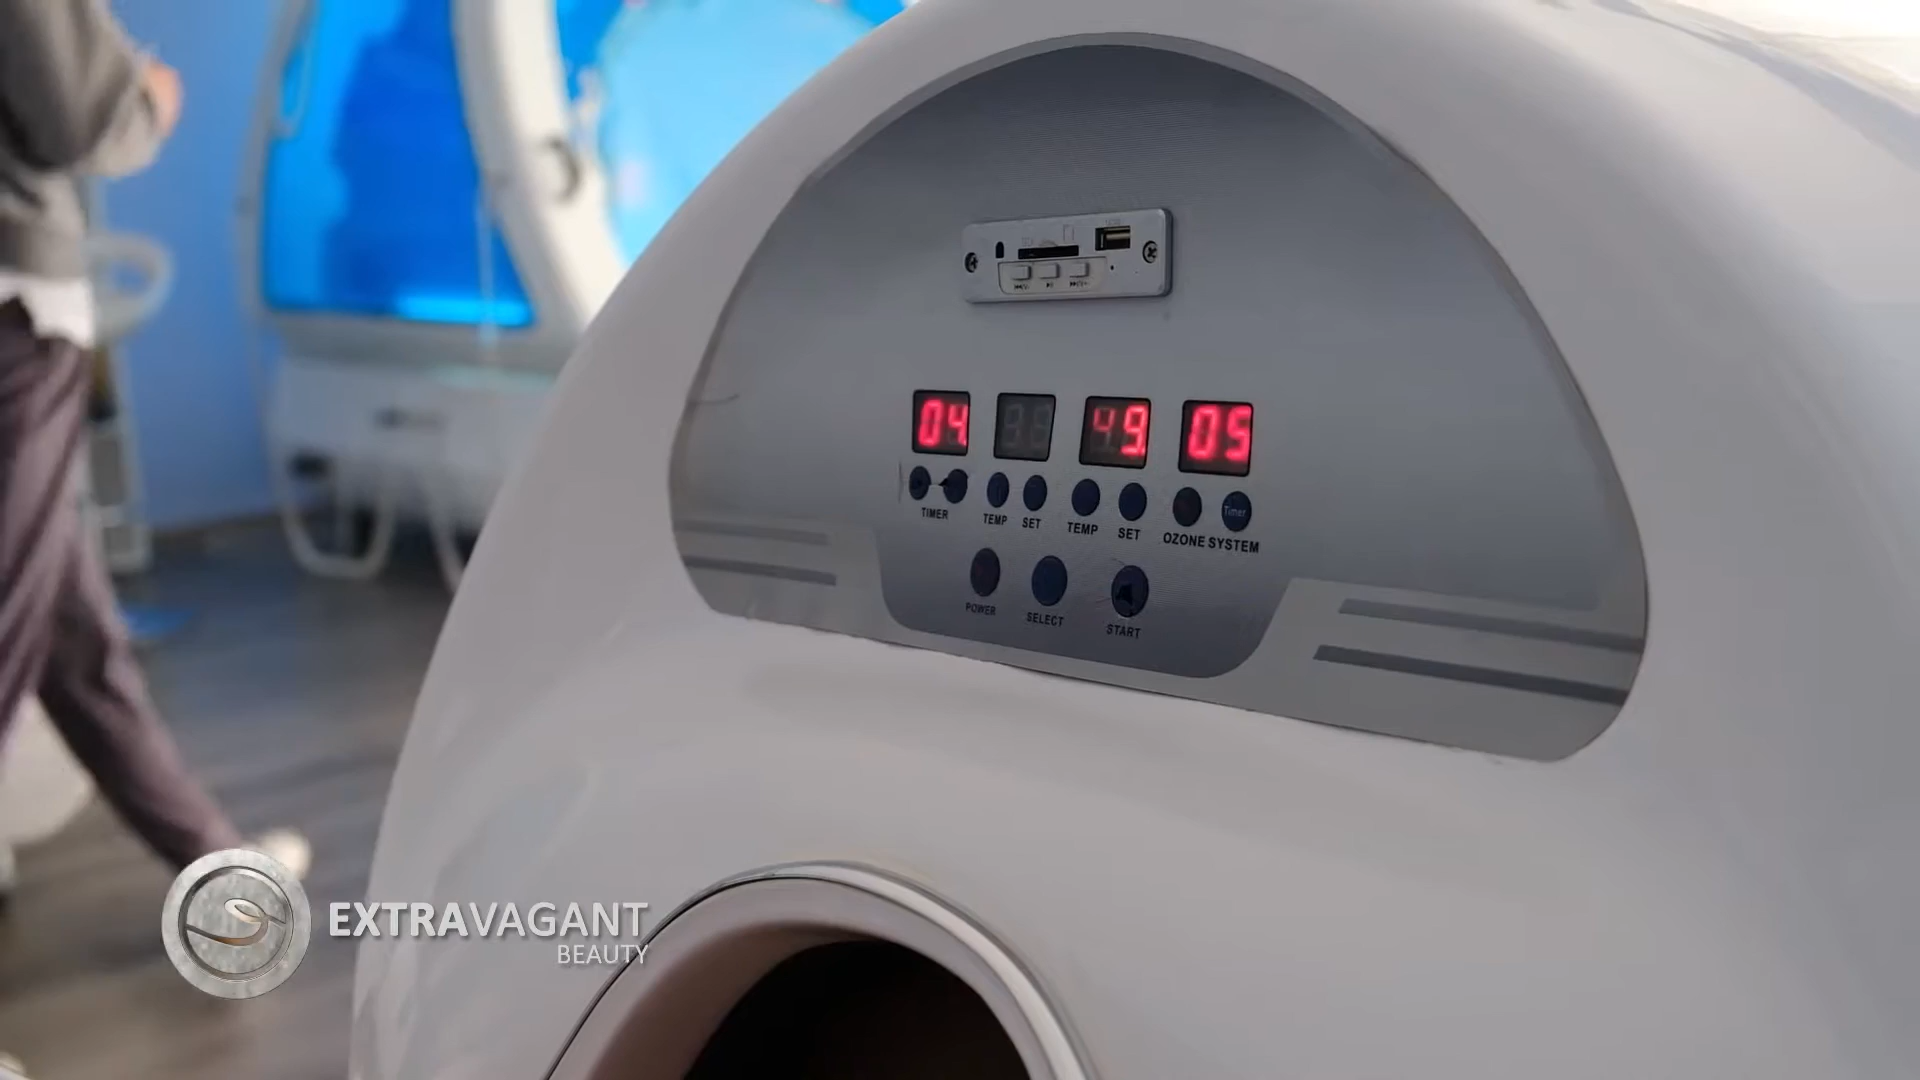 04.
49.
05
TIMER
TEMP SET
TEMP SET
Timer
OZONE SYSTEM
POWER
SELECT
START
EXTRAVAGANT
BEAUTY